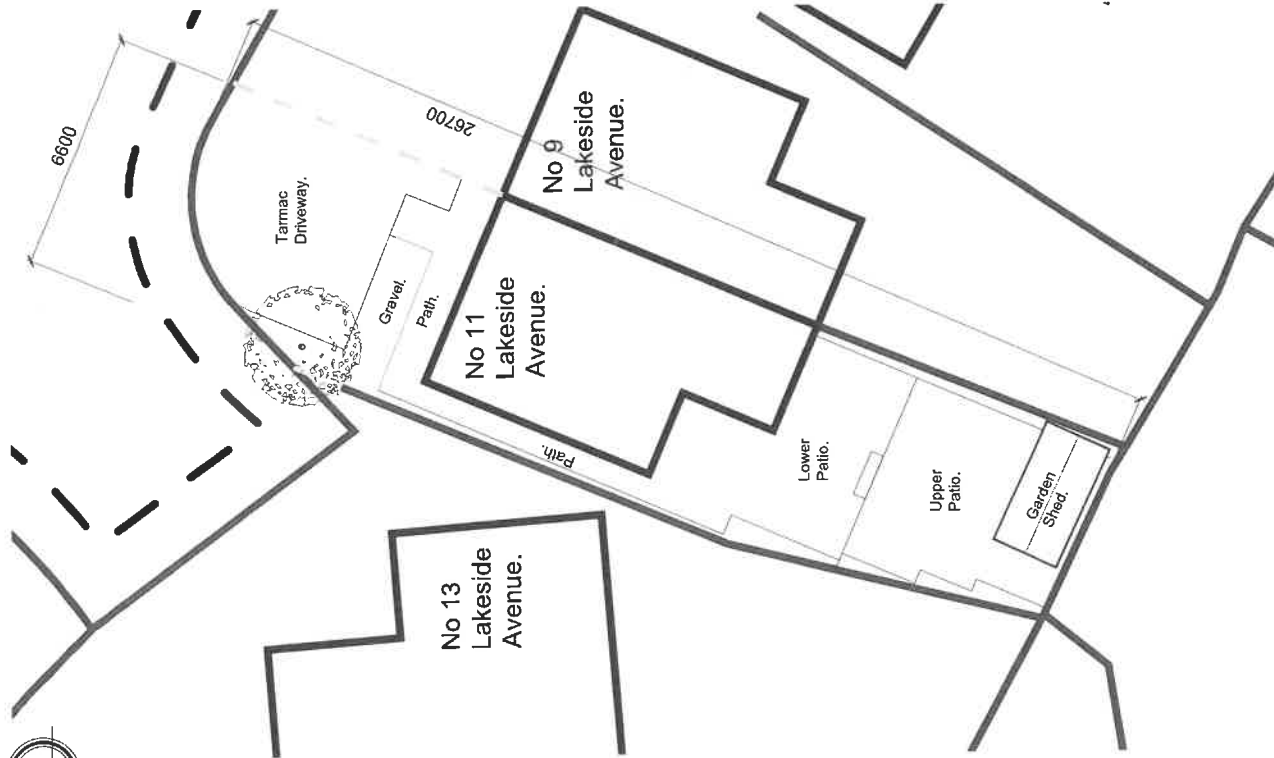 6600
26700
Tarmac
Driveway.
No 9
Lakeside
Avenue.
Gravel.
Path.
No 11
Lakeside
Avenue.
Path.
Lower
Patio.
Upper
Patio.
Garden
Shed.
No 13
Lakeside
Avenue.